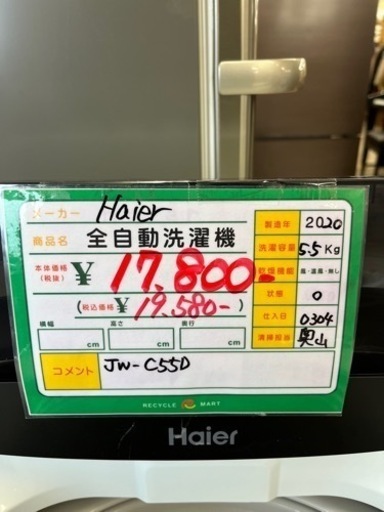 メーカー Haier
商品名 全自動洗濯機
本体価格(税抜) ¥17.800-
(税込価格 ¥19.580-)
横幅 cm 高さ cm 奥行 cm
コメント JW-C55D
製造年 2020
洗濯容量 5.5 Kg
乾燥機能 風・温風・無し
状態 0
仕入日 0304
清掃担当 奥山
RECYCLE MART
Haier